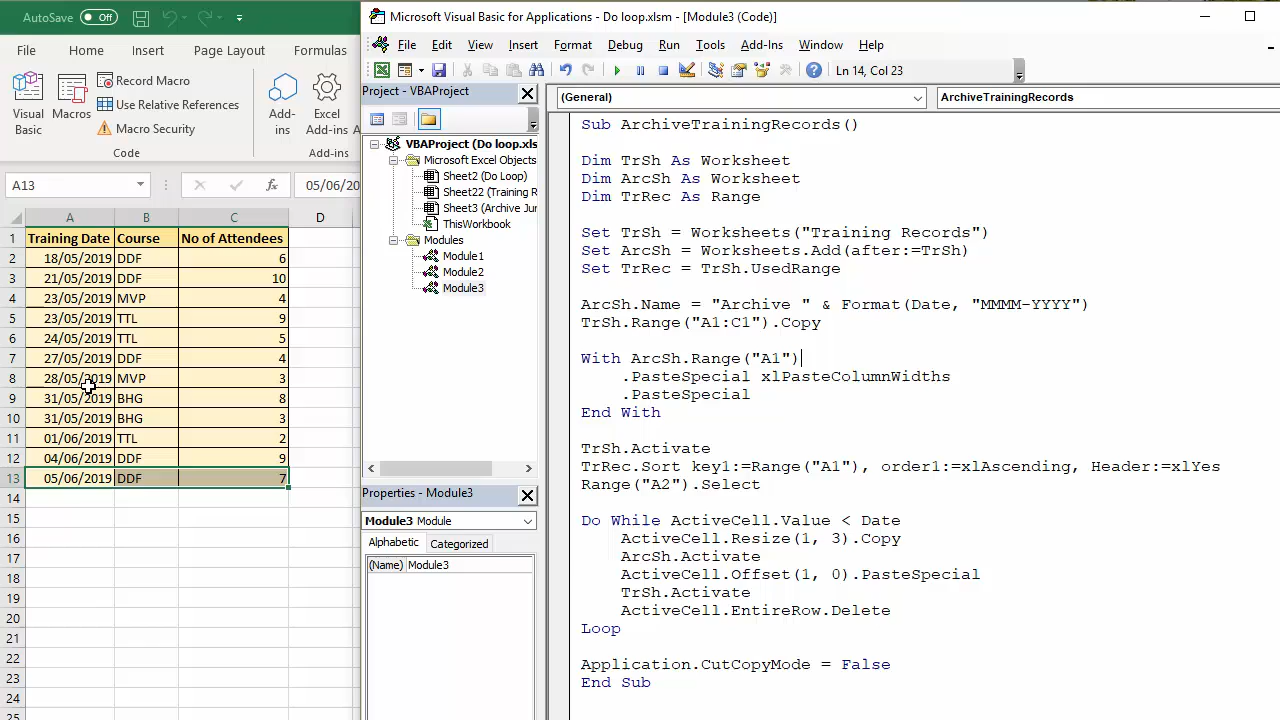 AutoSave Off
File Home Insert Page Layout Formulas
Visual Basic
Macros
Record Macro
Use Relative References
Macro Security
Code
Add-ins
Excel Add-ins
Add-ins
A13
05/06/20
A B C D
1 Training Date Course No of Attendees
2 18/05/2019 DDF 6
3 21/05/2019 DDF 10
4 23/05/2019 MVP 4
5 23/05/2019 TTL 9
6 24/05/2019 TTL 5
7 27/05/2019 DDF 4
8 28/05/2019 MVP 3
9 31/05/2019 BHG 8
10 31/05/2019 BHG 3
11 01/06/2019 TTL 2
12 04/06/2019 DDF 9
13 05/06/2019 DDF 7
14
15
16
17
18
19
20
21
22
23
24
25
Microsoft Visual Basic for Applications - Do loop.xlsm - [Module3 (Code)]
File Edit View Insert Format Debug Run Tools Add-Ins Window Help
Ln 14, Col 23
Project - VBAProject
VBAProject (Do loop.xls
Microsoft Excel Objects
Sheet2 (Do Loop)
Sheet22 (Training R
Sheet3 (Archive Jur
ThisWorkbook
Modules
Module1
Module2
Module3
Properties - Module3
Module3 Module
Alphabetic Categorized
(Name) Module3
(General) ArchiveTrainingRecords
Sub ArchiveTrainingRecords()
Dim TrSh As Worksheet
Dim ArcSh As Worksheet
Dim TrRec As Range
Set TrSh = Worksheets("Training Records")
Set ArcSh = Worksheets.Add(after:=TrSh)
Set TrRec = TrSh.UsedRange
ArcSh.Name = "Archive " & Format(Date, "MMMM-YYYY")
TrSh.Range("A1:C1").Copy
With ArcSh.Range("A1")
.PasteSpecial xlPasteColumnWidths
.PasteSpecial
End With
TrSh.Activate
TrRec.Sort key1:=Range("A1"), order1:=xlAscending, Header:=xlYes
Range("A2").Select
Do While ActiveCell.Value < Date
ActiveCell.Resize(1, 3).Copy
ArcSh.Activate
ActiveCell.Offset(1, 0).PasteSpecial
TrSh.Activate
ActiveCell.EntireRow.Delete
Loop
Application.CutCopyMode = False
End Sub